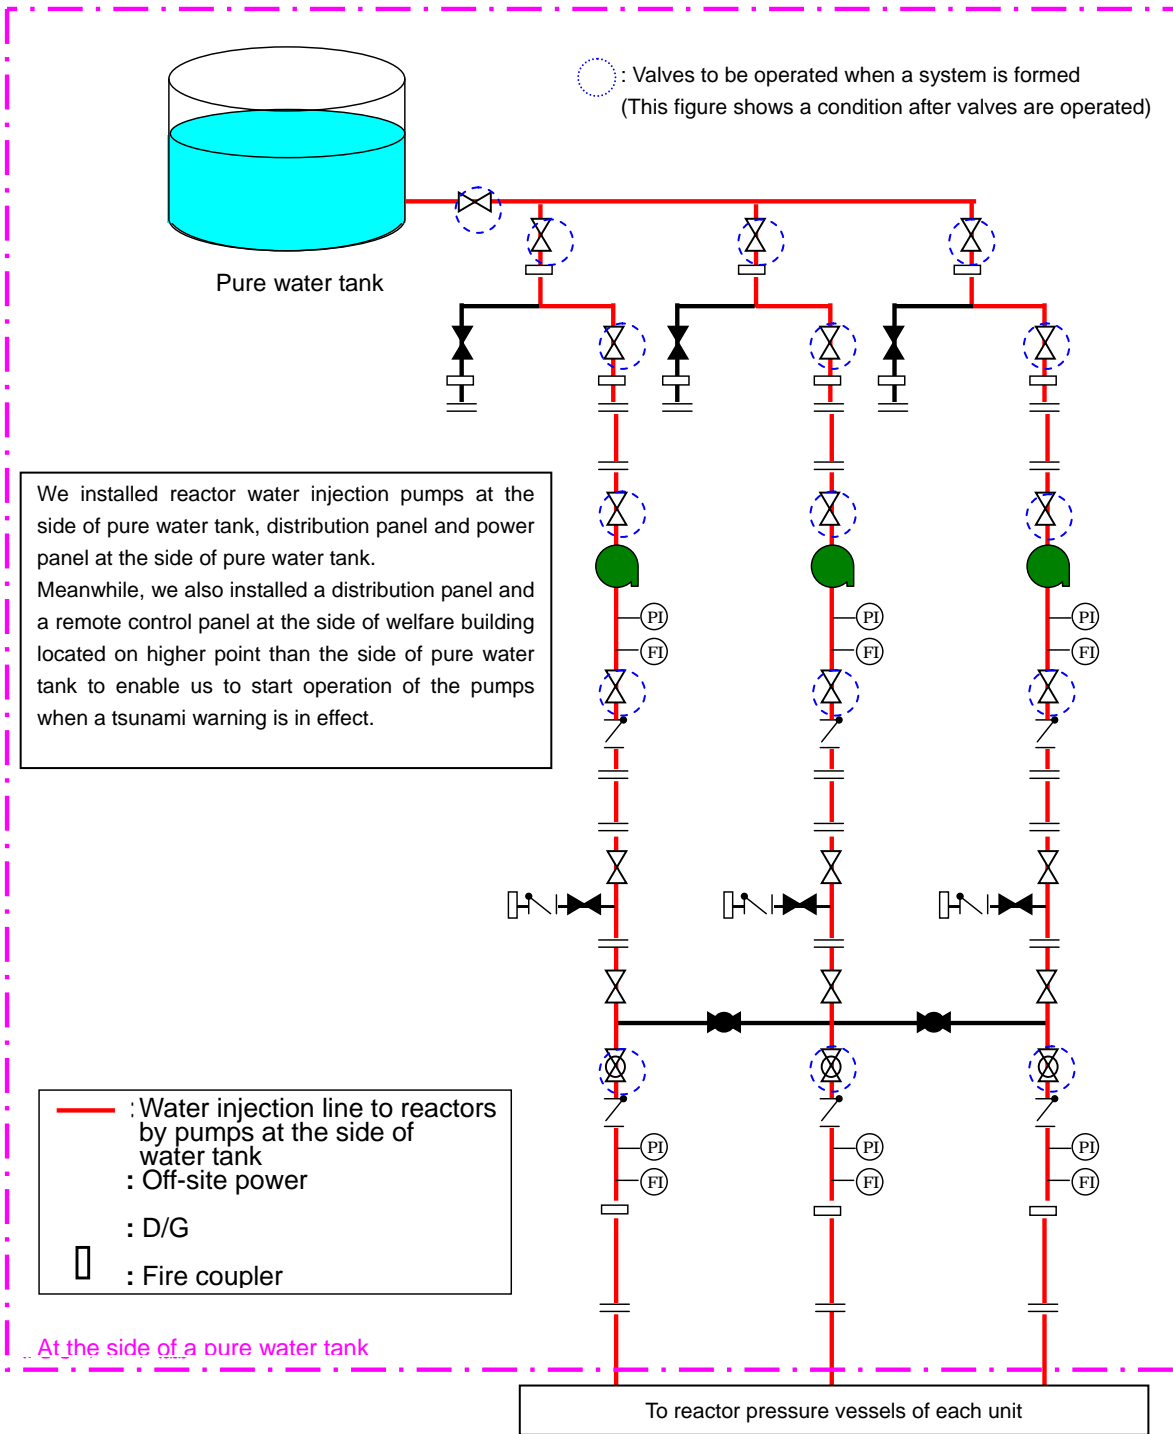 : Valves to be operated when a system is formed
(This figure shows a condition after valves are operated)
Pure water tank
We installed reactor water injection pumps at the
side of pure water tank, distribution panel and power
panel at the side of pure water tank.
Meanwhile, we also installed a distribution panel and
a remote control panel at the side of welfare building
located on higher point than the side of pure water
tank to enable us to start operation of the pumps
when a tsunami warning is in effect.
PI PI PI
FI FI FI
: Water injection line to reactors
by pumps at the side of
water tank
: Off-site power
: D/G
: Fire coupler
PI PI PI
FI FI FI
At the side of a pure water tank
To reactor pressure vessels of each unit